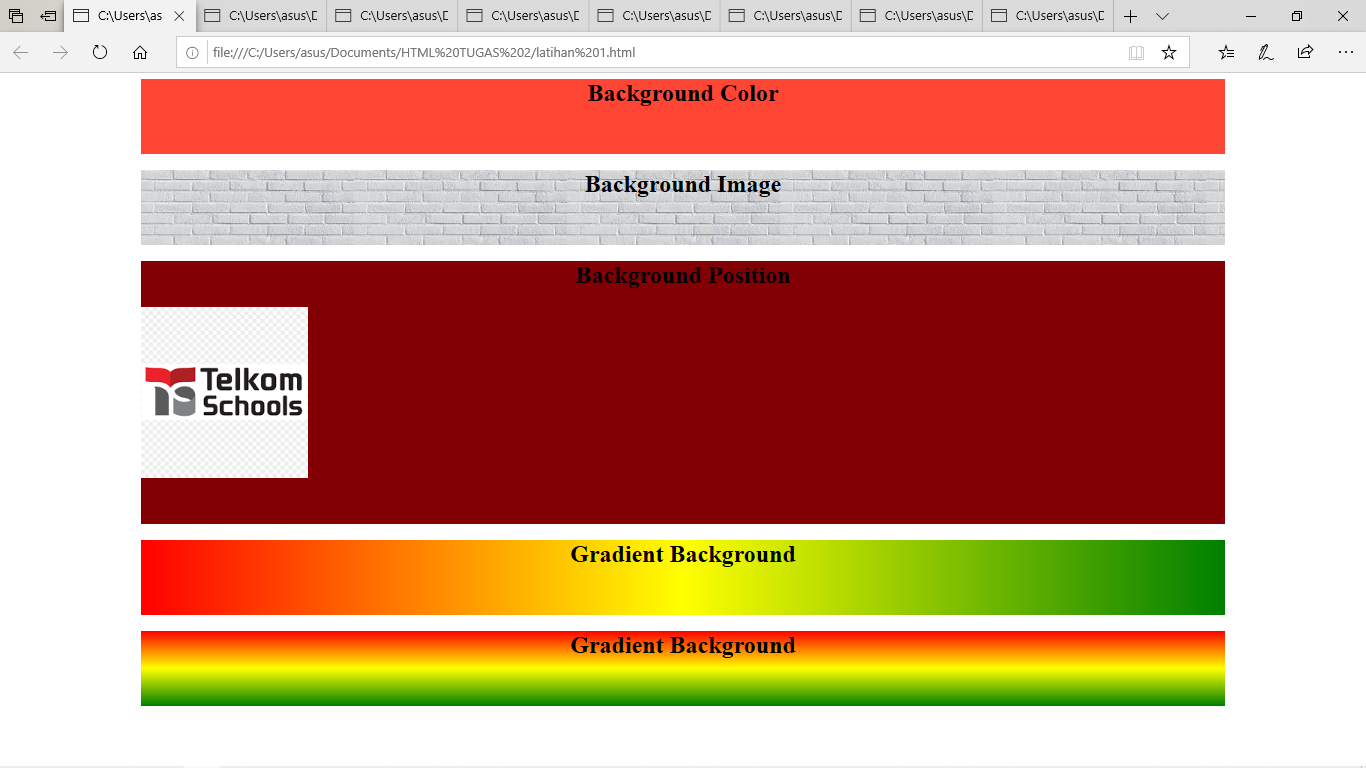 C:\Users\as
C:\Users\asus\D
C:\Users\asus\D
C:\Users\asus\D
C:\Users\asus\D
C:\Users\asus\D
C:\Users\asus\D
C:\Users\asus\D
file:///C:/Users/asus/Documents/HTML%20TUGAS%202/latihan%201.html
Background Color
Background Image
Background Position
Telkom
Schools
Gradient Background
Gradient Background